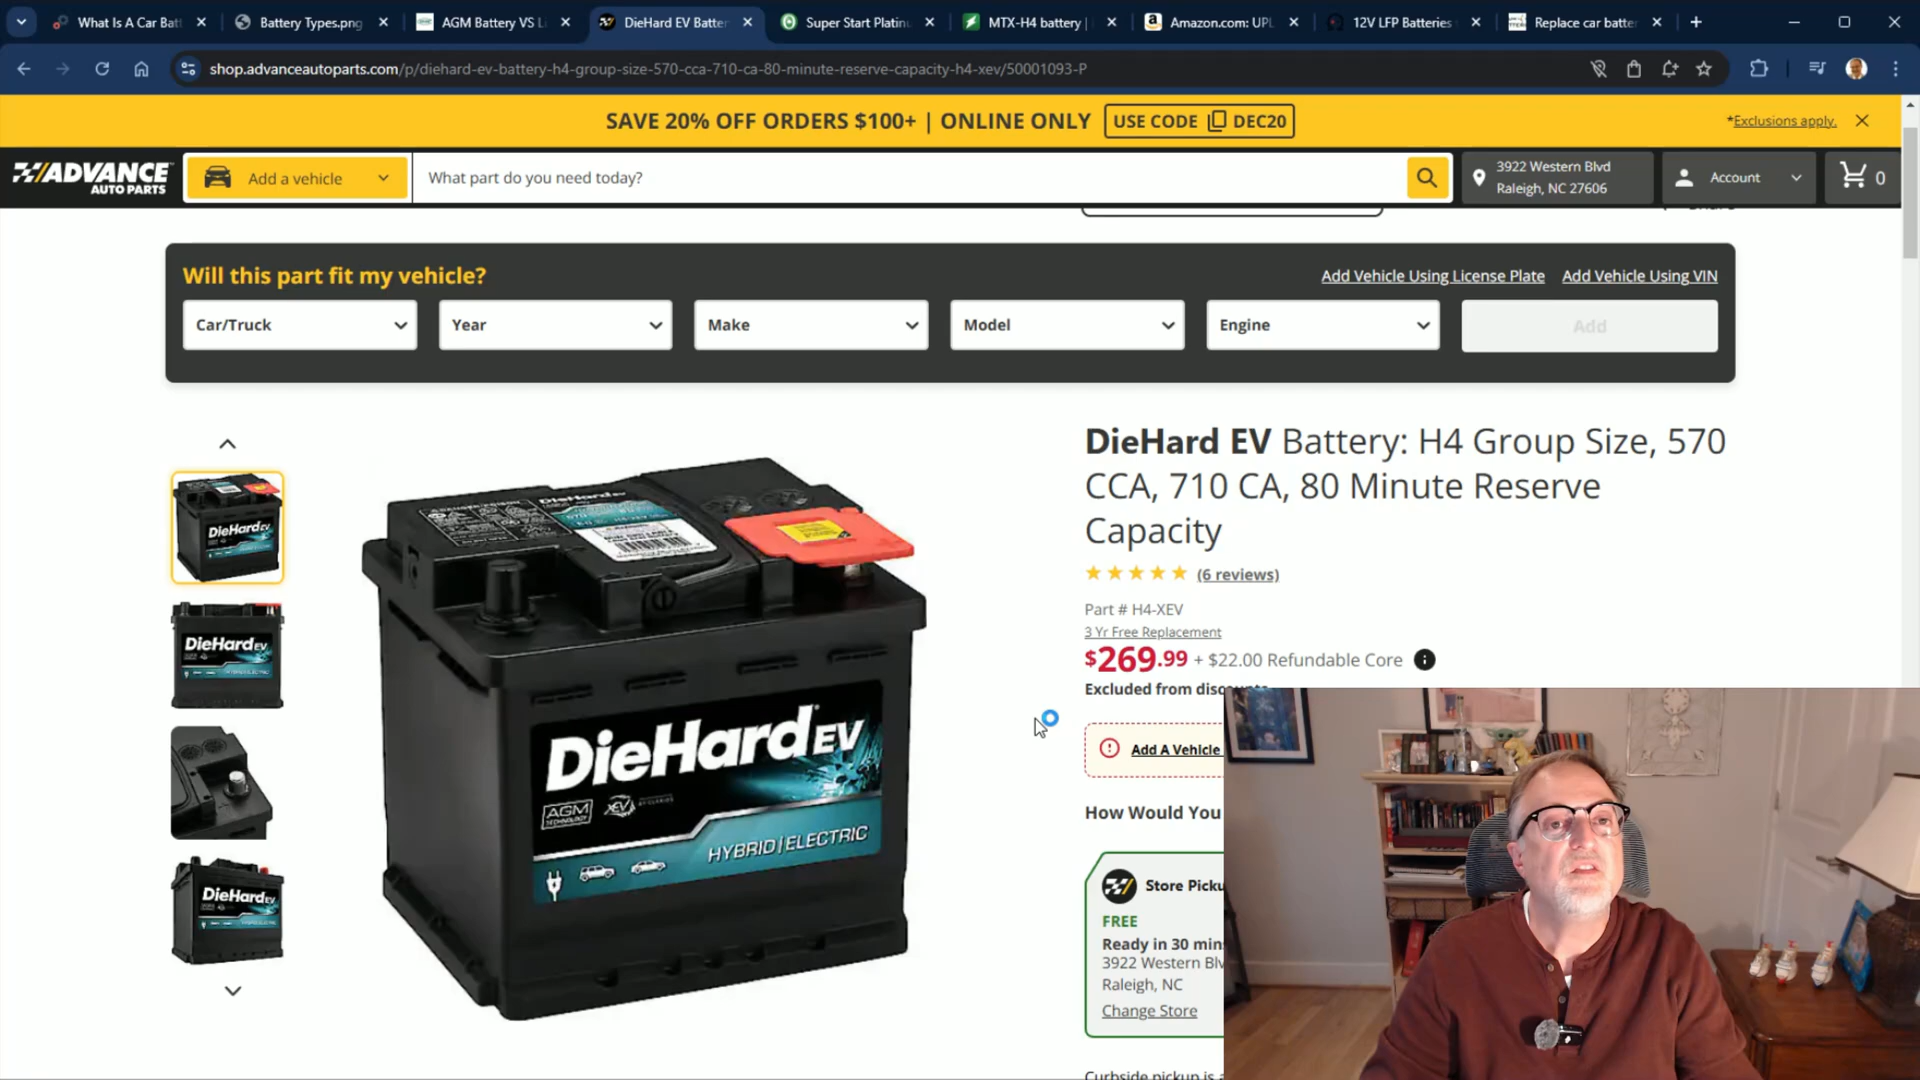 What Is A Car Batt
Battery Types.png
AGM Battery VS Li
DieHard EV Batter
Super Start Platinu
MTX-H4 battery |
Amazon.com: UPL
12V LFP Batteries
Replace car batte
shop.advanceautoparts.com/p/diehard-ev-battery-h4-group-size-570-cca-710-ca-80-minute-reserve-capacity-h4-xev/50001093-P
SAVE 20% OFF ORDERS $100+ | ONLINE ONLY
USE CODE DEC20
*Exclusions apply.
ADVANCE
AUTO PARTS
Add a vehicle
What part do you need today?
3922 Western Blvd
Raleigh, NC 27606
Account
0
Will this part fit my vehicle?
Add Vehicle Using License Plate
Add Vehicle Using VIN
Car/Truck
Year
Make
Model
Engine
Add
DieHard EV Battery: H4 Group Size, 570
CCA, 710 CA, 80 Minute Reserve
Capacity
(6 reviews)
Part # H4-XEV
3 Yr Free Replacement
$269.99 + $22.00 Refundable Core
Excluded from
Add A Vehicle
How Would You
Store Picku
FREE
Ready in 30 mins
3922 Western Blv
Raleigh, NC
Change Store
Curbside pickup is a
DieHard EV
AGM
TECHNOLOGY
XEV
HYBRID | ELECTRIC
DieHard EV
DieHard EV
DieHard EV